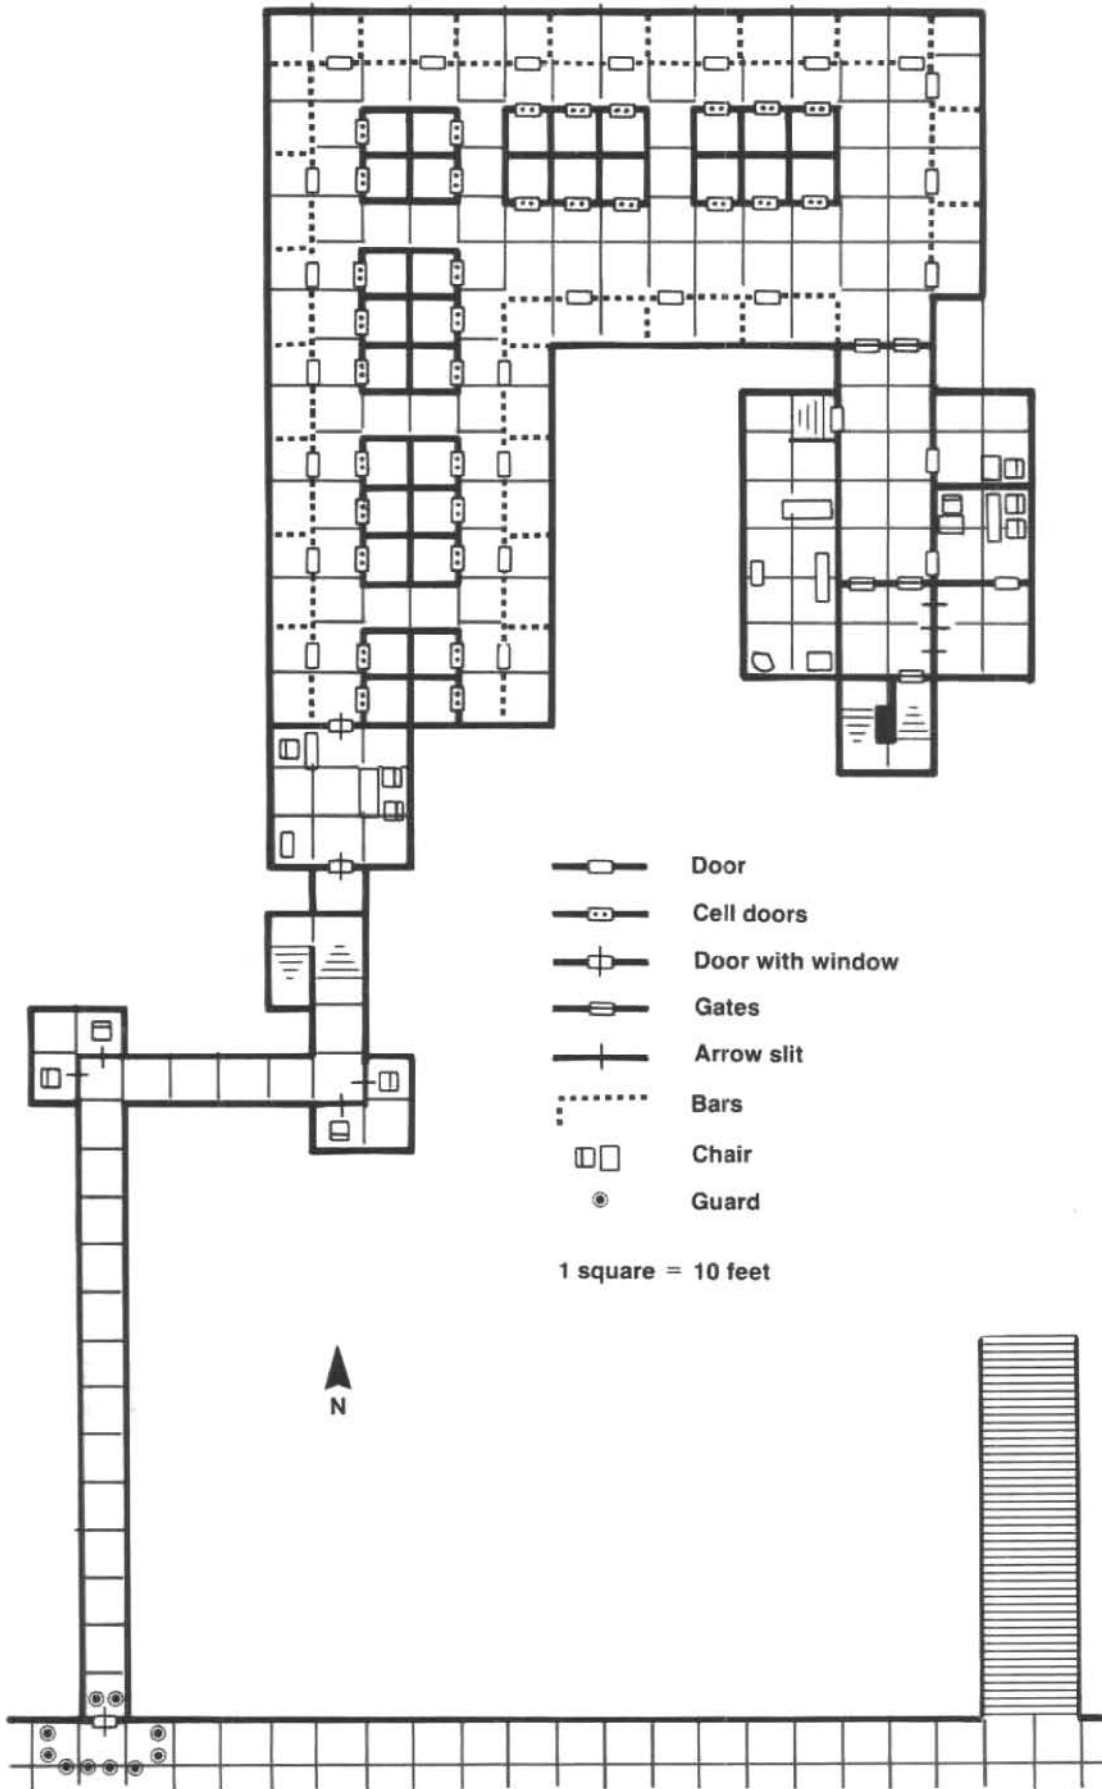 Door
Cell doors
Door with window
Gates
Arrow slit
Bars
Chair
Guard
1 square = 10 feet
N